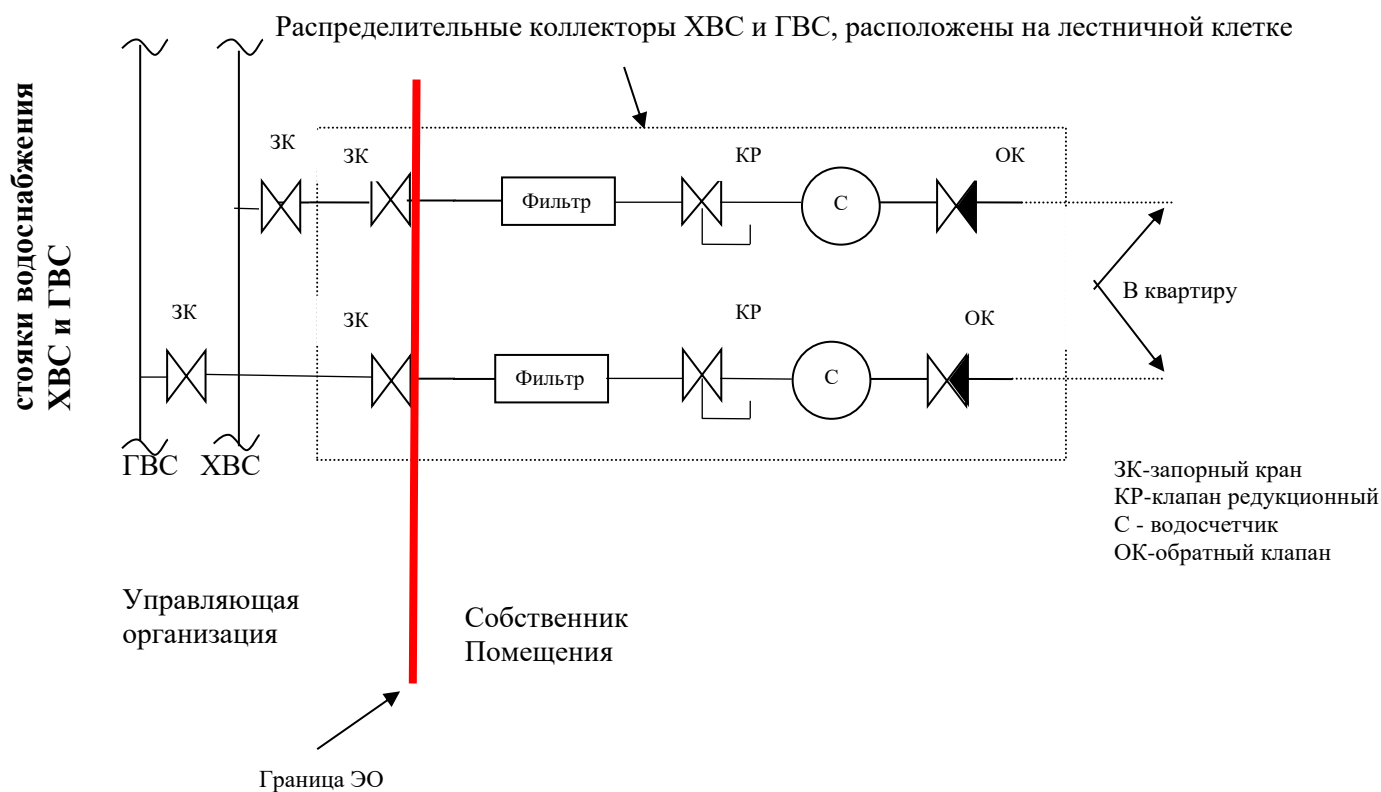 Распределительные коллекторы ХВС и ГВС, расположены на лестничной клетке
стояки водоснабжения
ХВС и ГВС
ЗК
ЗК
КР
ОК
Фильтр
С
В квартиру
ЗК
ЗК
КР
ОК
Фильтр
С
ГВС
ХВС
ЗК-запорный кран
КР-клапан редукционный
С - водосчетчик
ОК-обратный клапан
Управляющая
организация
Собственник
Помещения
Граница ЭО